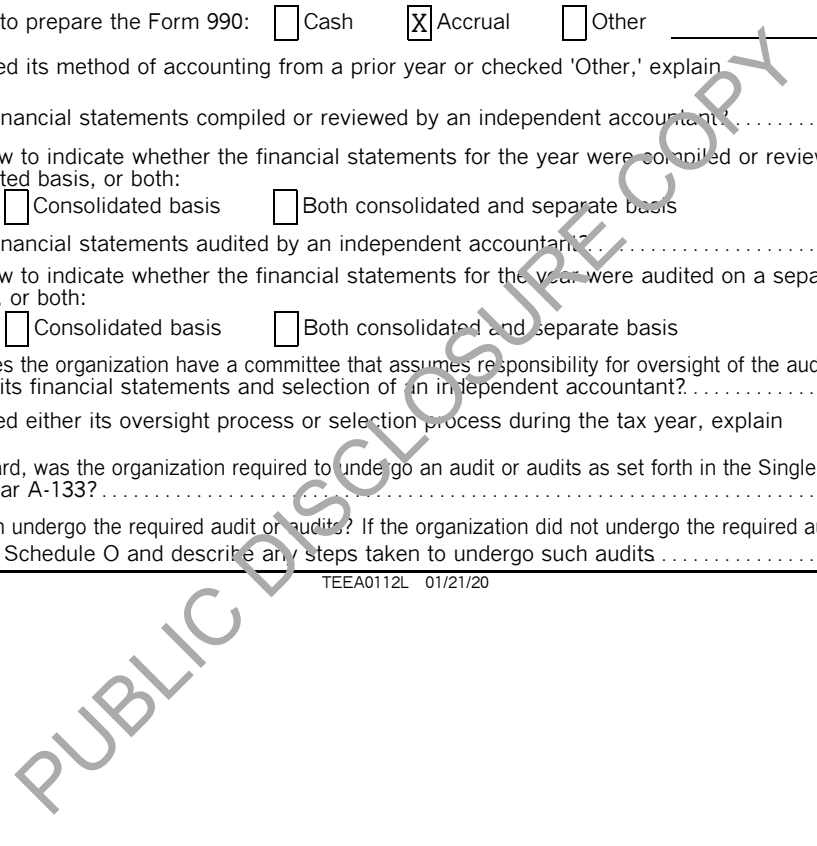 to prepare the Form 990: Cash X Accrual Other
ed its method of accounting from a prior year or checked 'Other,' explain
nancial statements compiled or reviewed by an independent accountant? . . . . . . . .
w to indicate whether the financial statements for the year were compiled or review
ted basis, or both:
Consolidated basis Both consolidated and separate basis
nancial statements audited by an independent accountant? . . . . . . . . . . . . . . . . . . .
w to indicate whether the financial statements for the year were audited on a sepa
, or both:
Consolidated basis Both consolidated and separate basis
es the organization have a committee that assumes responsibility for oversight of the aud
its financial statements and selection of an independent accountant? . . . . . . . . . . . .
ed either its oversight process or selection process during the tax year, explain
ard, was the organization required to undergo an audit or audits as set forth in the Single
ar A-133? . . . . . . . . . . . . . . . . . . . . . . . . . . . . . . . . . . . . . . . . . . . . . . . . . . . . . . . . . . . . . . . . . . . .
n undergo the required audit or audits? If the organization did not undergo the required au
Schedule O and describe any steps taken to undergo such audits . . . . . . . . . . . . . . .
TEEA0112L 01/21/20
PUBLIC DISCLOSURE COPY